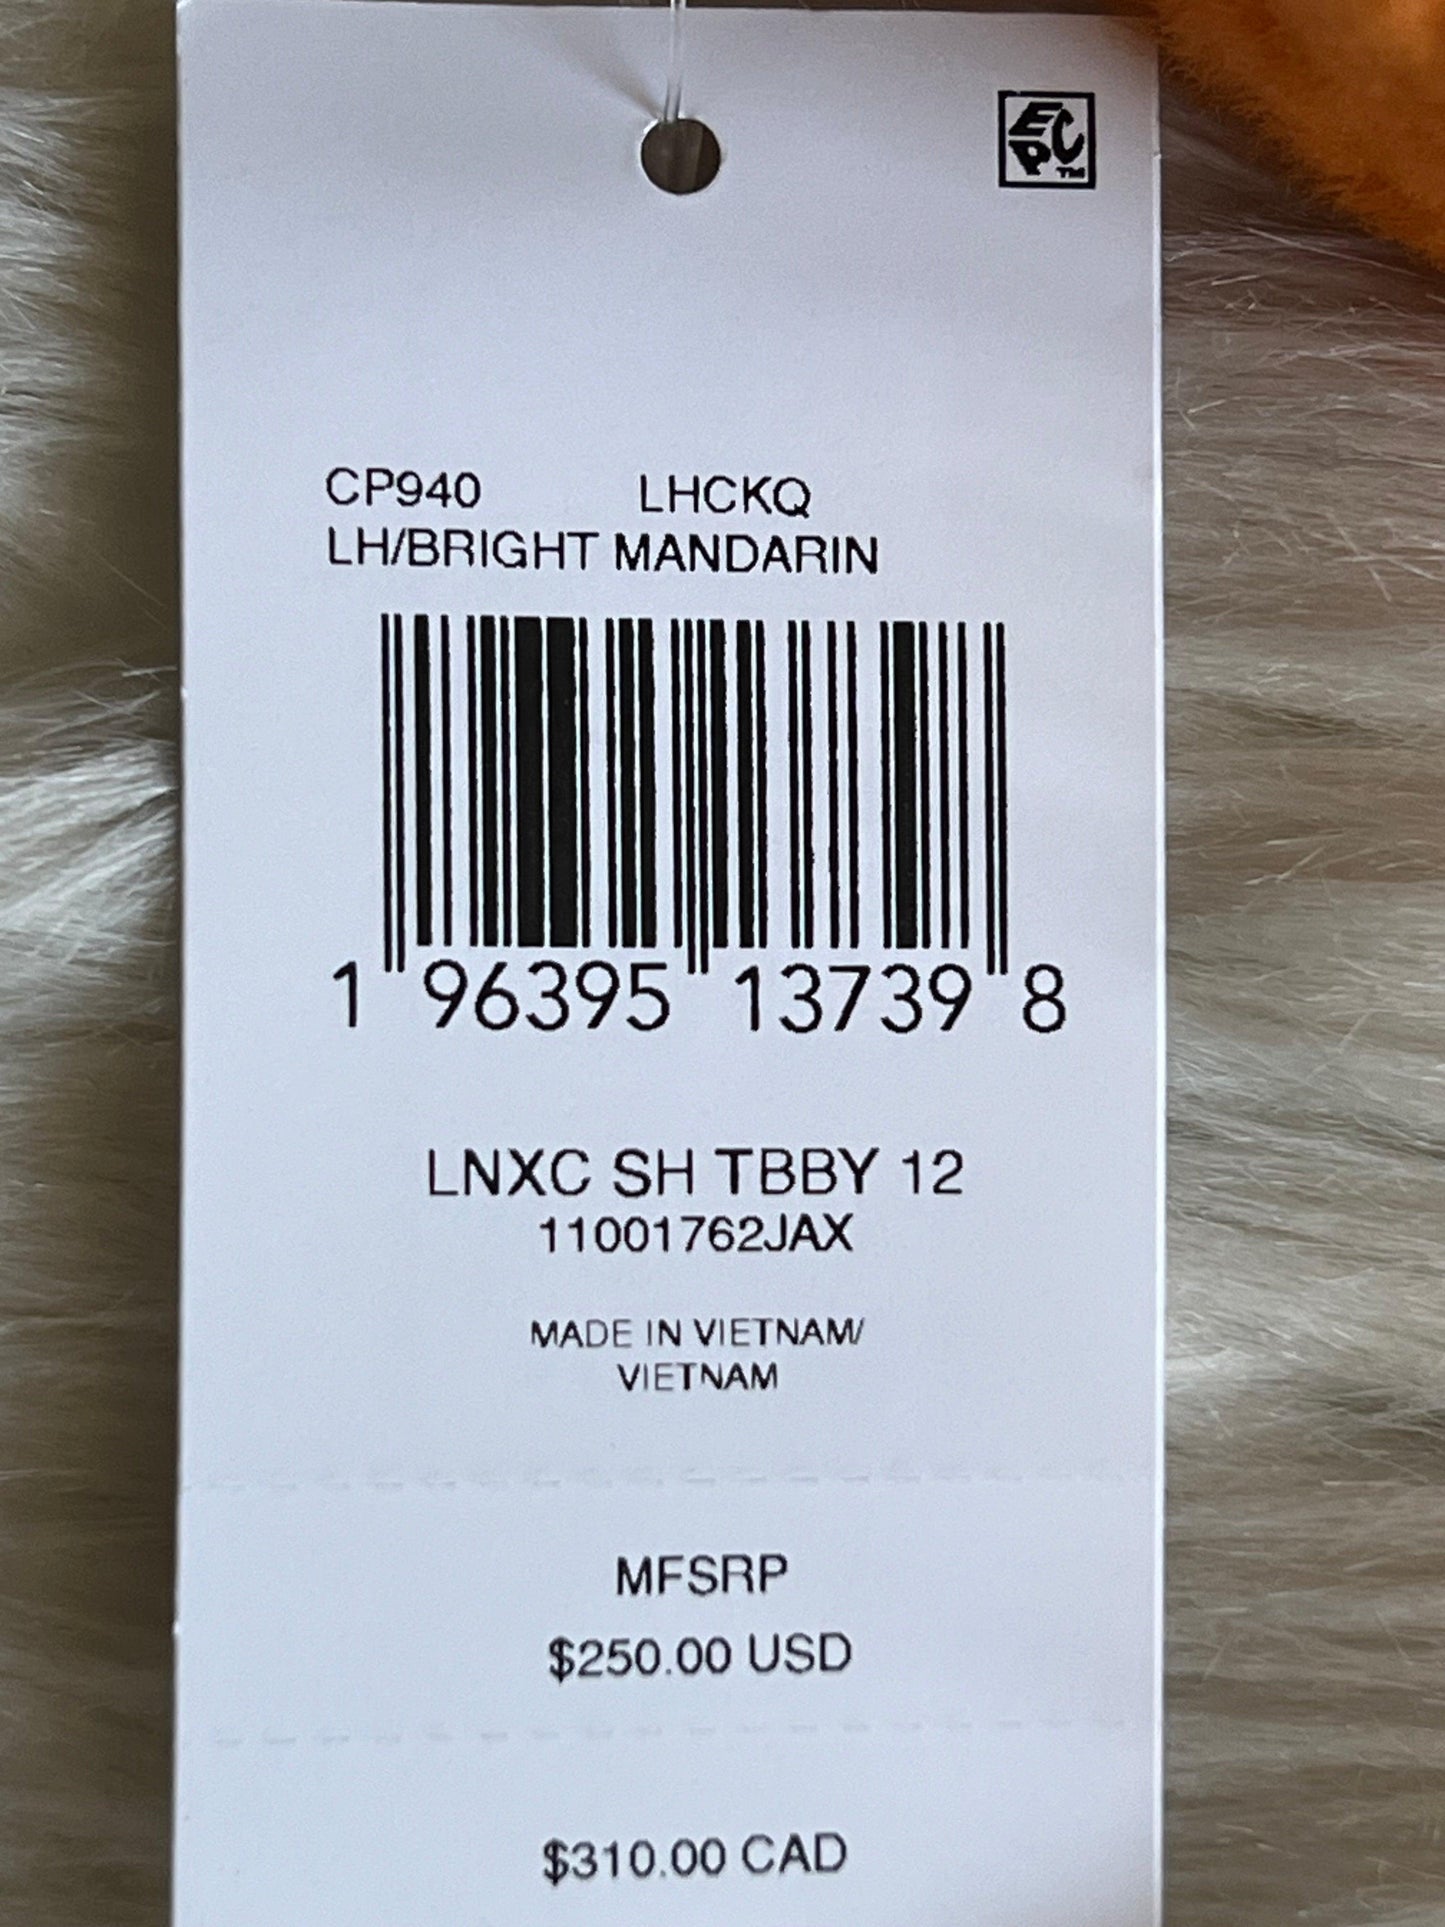 EPC™
CP940 LHCKQ
LH/BRIGHT MANDARIN
1 96395 13739 8
LNXC SH TBBY 12
11001762JAX
MADE IN VIETNAM/
VIETNAM
MFSRP
$250.00 USD
$310.00 CAD